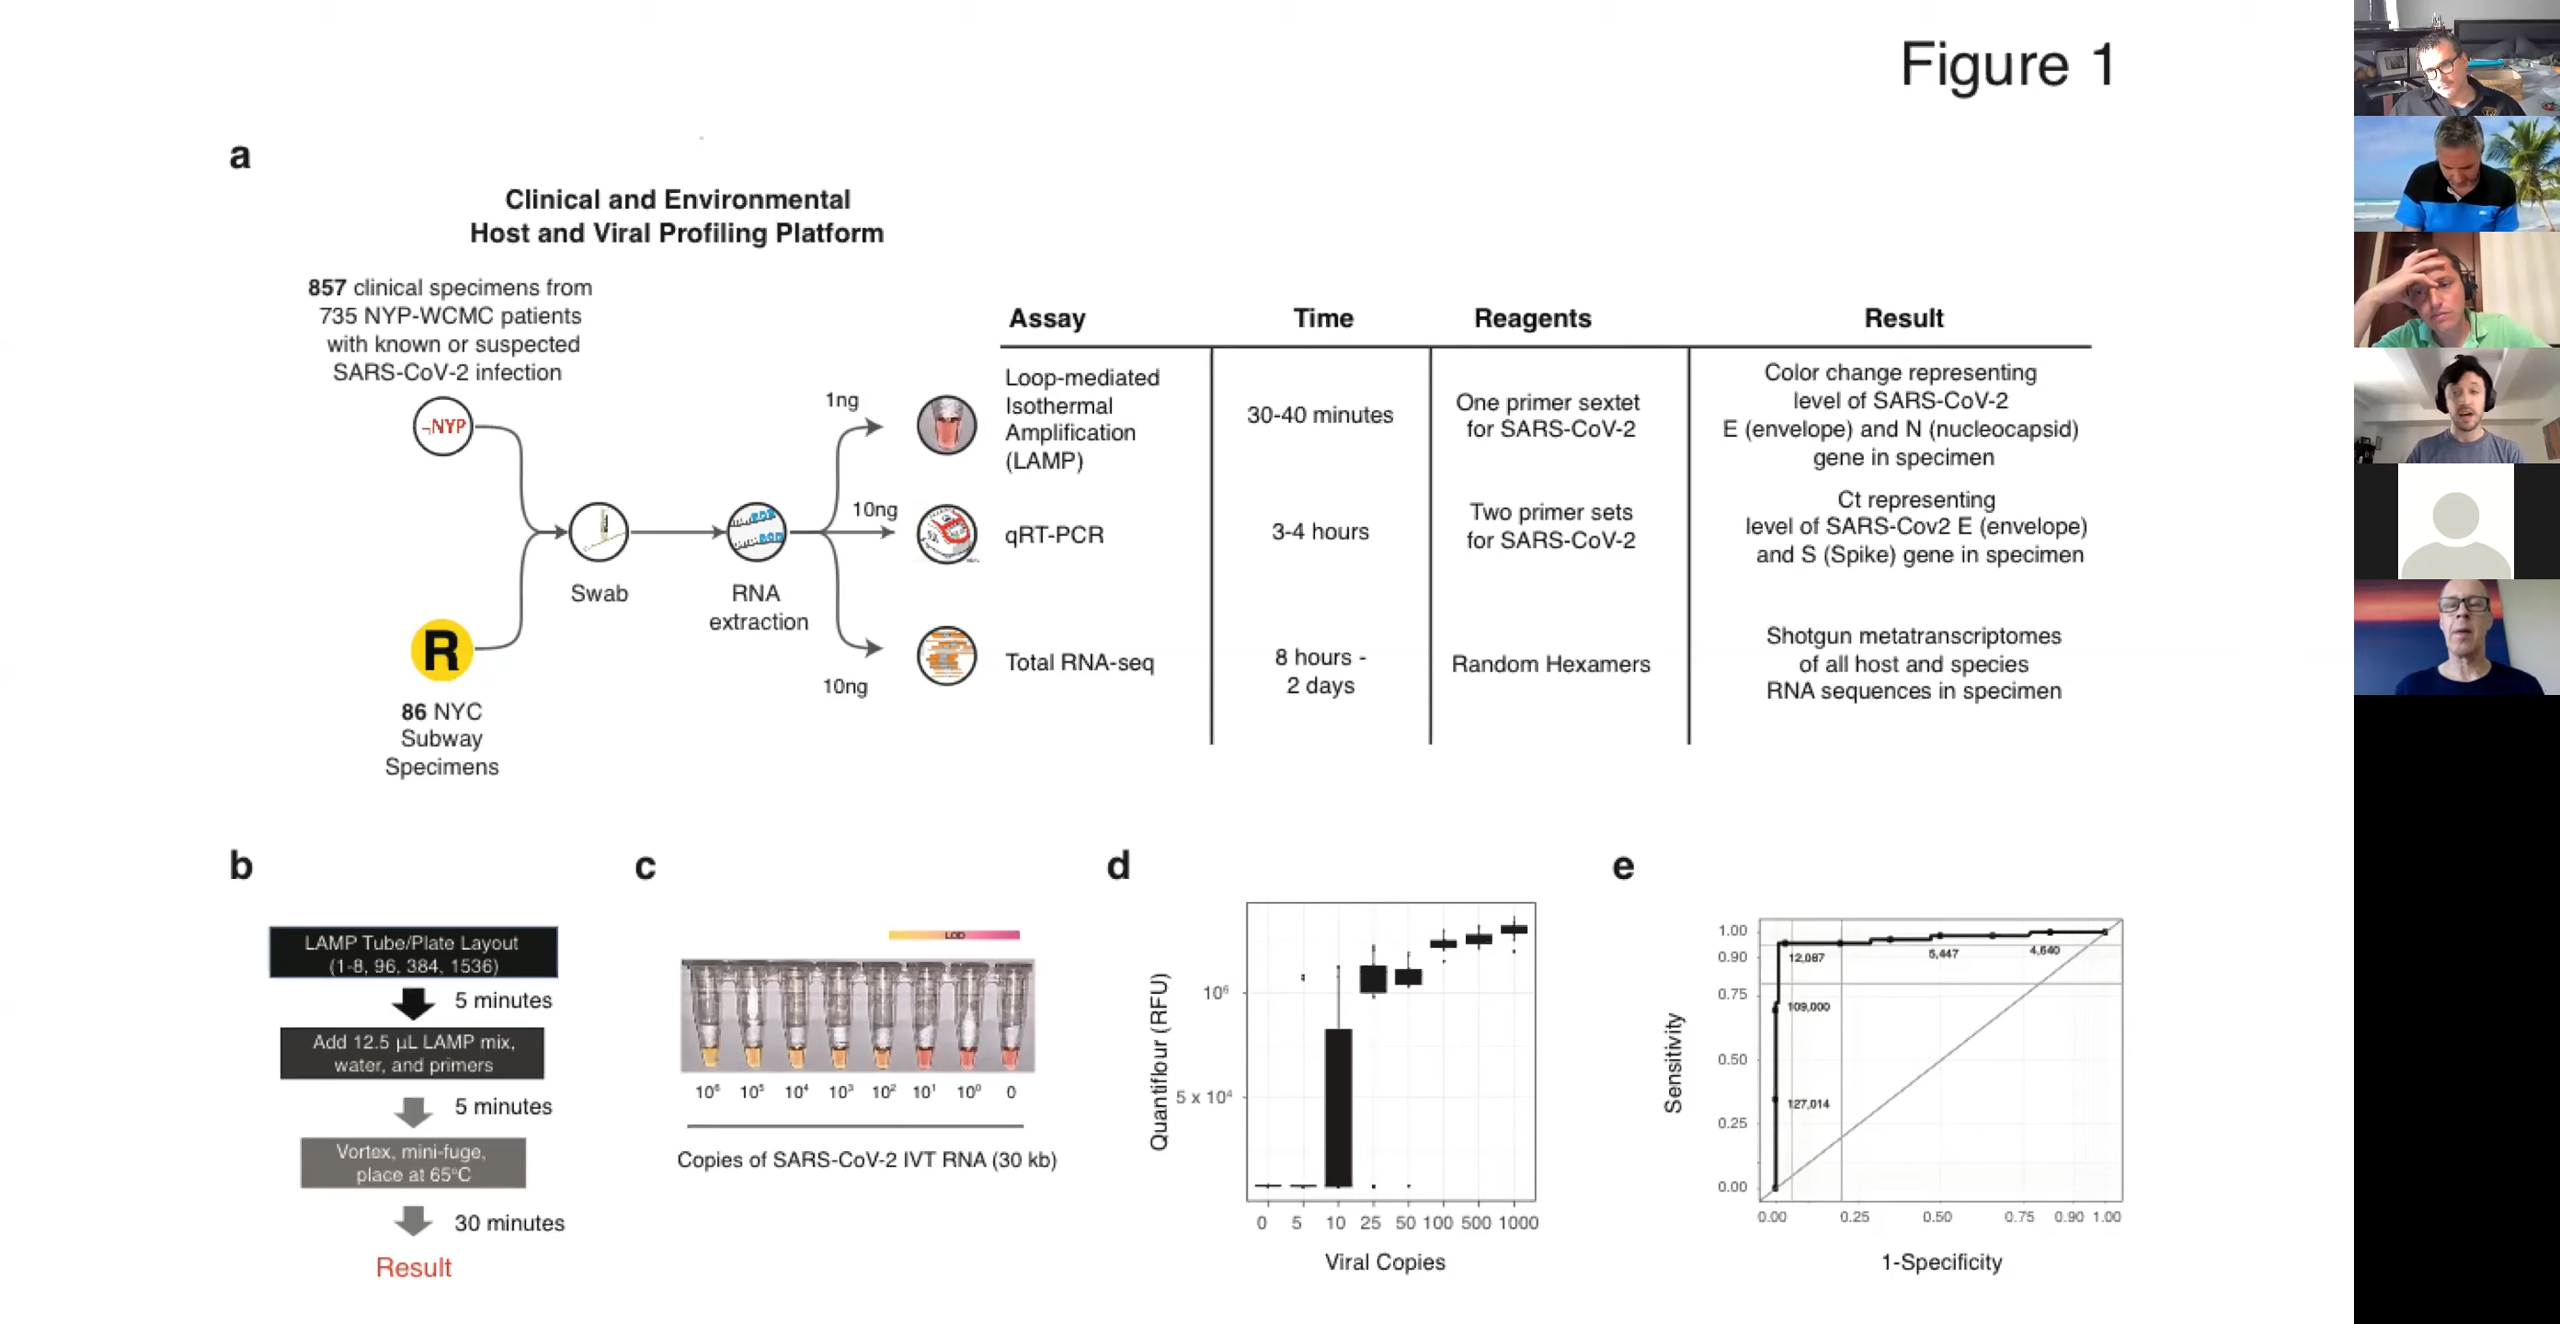 Figure 1
a
Clinical and Environmental
Host and Viral Profiling Platform
857 clinical specimens from
735 NYP-WCMC patients
with known or suspected
SARS-CoV-2 infection
¬NYP
R
86 NYC
Subway
Specimens
Swab
RNA
extraction
1ng
10ng
10ng
Assay Time Reagents Result
Loop-mediated
Isothermal
Amplification
(LAMP)
30-40 minutes
One primer sextet
for SARS-CoV-2
Color change representing
level of SARS-CoV-2
E (envelope) and N (nucleocapsid)
gene in specimen
qRT-PCR
3-4 hours
Two primer sets
for SARS-CoV-2
Ct representing
level of SARS-Cov2 E (envelope)
and S (Spike) gene in specimen
Total RNA-seq
8 hours -
2 days
Random Hexamers
Shotgun metatranscriptomes
of all host and species
RNA sequences in specimen
b
LAMP Tube/Plate Layout
(1-8, 96, 384, 1536)
5 minutes
Add 12.5 µL LAMP mix,
water, and primers
5 minutes
Vortex, mini-fuge,
place at 65°C
30 minutes
Result
c
LOD
10⁶ 10⁵ 10⁴ 10³ 10² 10¹ 10⁰ 0
Copies of SARS-CoV-2 IVT RNA (30 kb)
d
Quantiflour (RFU)
10⁶
5 x 10⁴
0 5 10 25 50 100 500 1000
Viral Copies
e
Sensitivity
1.00
0.90
0.75
0.50
0.25
0.00
12,087
5,447
4,640
109,000
127,014
0.00 0.25 0.50 0.75 0.90 1.00
1-Specificity